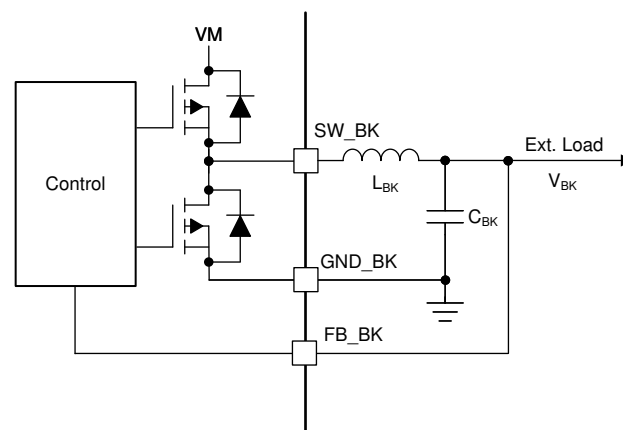 VM
SW_BK
Ext. Load
Control
L_BK
V_BK
C_BK
GND_BK
FB_BK